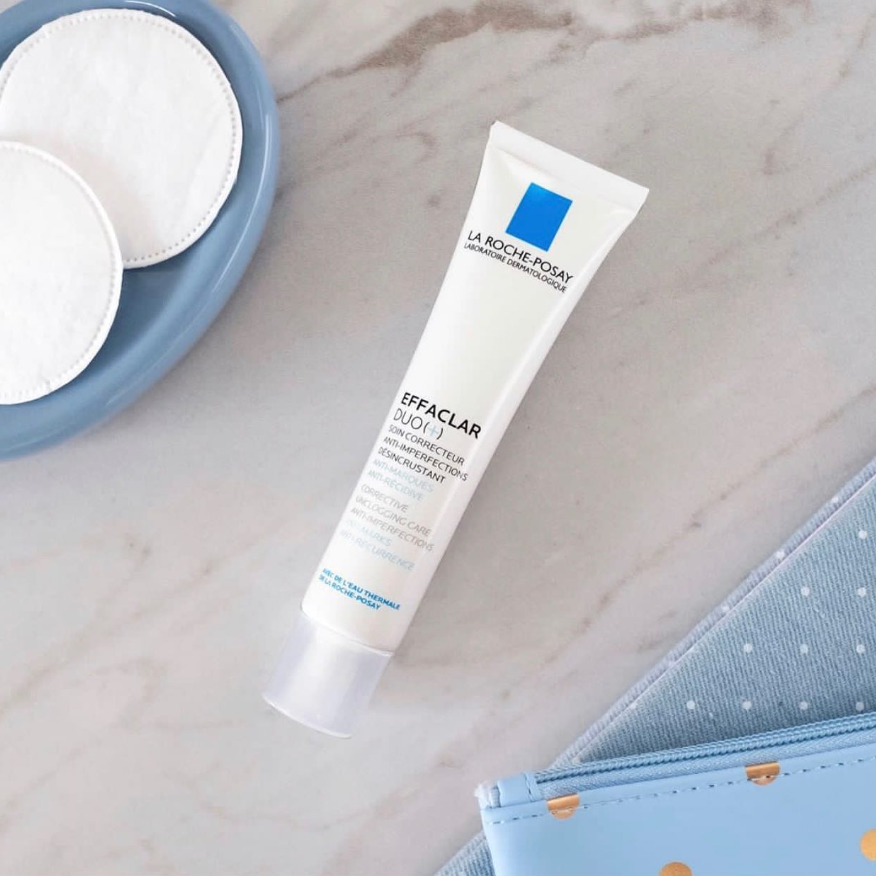 LA ROCHE-POSAY
LABORATOIRE DERMATOLOGIQUE
EFFACLAR
DUO(+)
SOIN CORRECTEUR
ANTI-IMPERFECTIONS
DÉSINCRUSTANT
ANTI-MARQUES
ANTI-RÉCIDIVE
CORRECTIVE
UNCLOGGING CARE
ANTI-IMPERFECTIONS
MARKS
ANTI-RECURRENCE
AVEC DE L'EAU THERMALE
DE LA ROCHE-POSAY